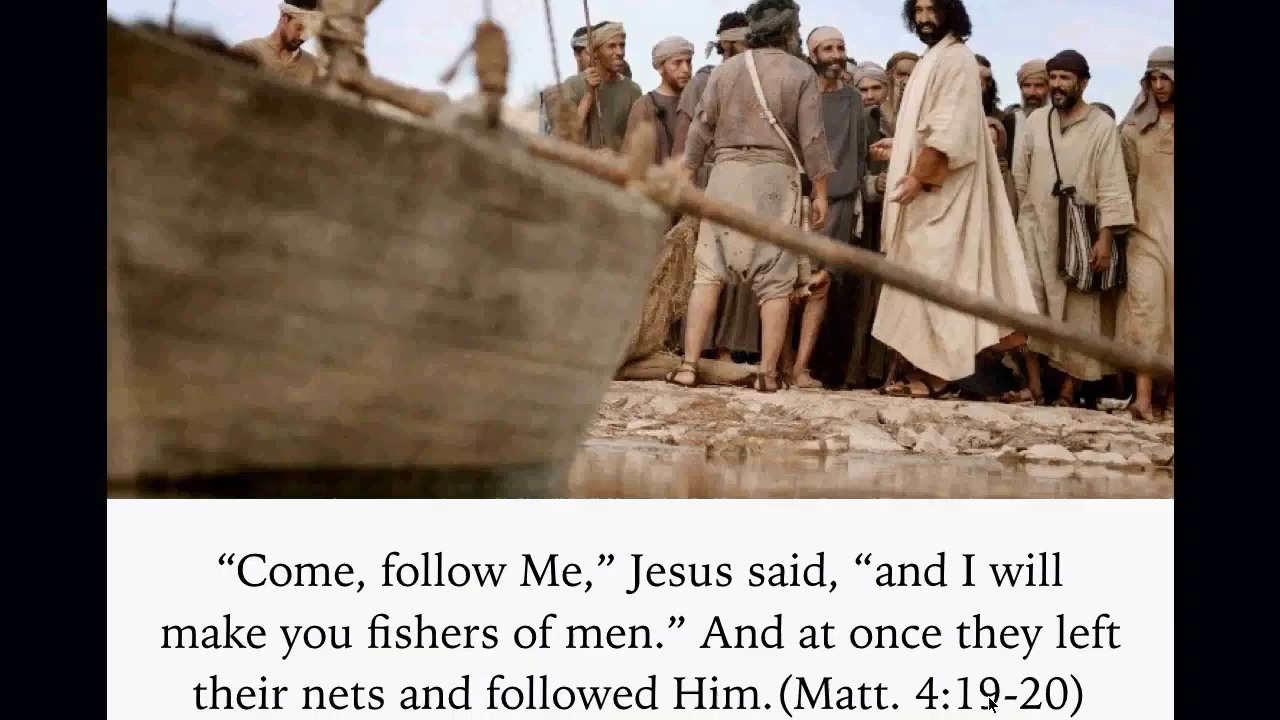 “Come, follow Me,” Jesus said, “and I will
make you fishers of men.” And at once they left
their nets and followed Him.(Matt. 4:19-20)